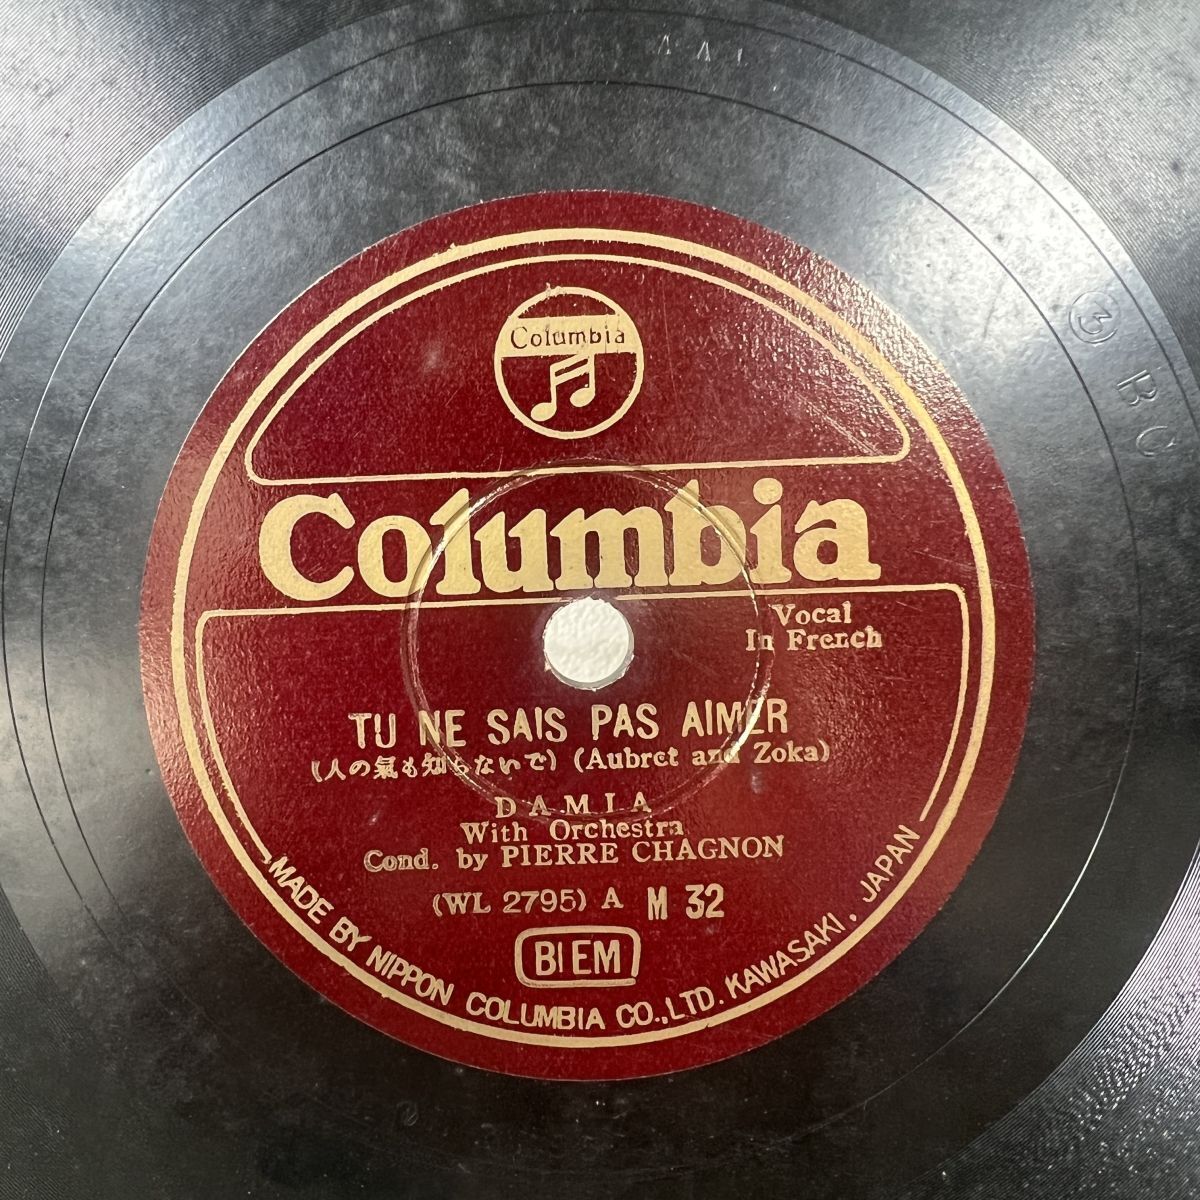 Columbia
Columbia
Vocal
In French
TU NE SAIS PAS AIMER
(人の氣も知らないで) (Aubret and Zoka)
DAMIA
With Orchestra
Cond. by PIERRE CHAGNON
(WL 2795) A M 32
BIEM
MADE BY NIPPON COLUMBIA CO., LTD. KAWASAKI, JAPAN
③ B C